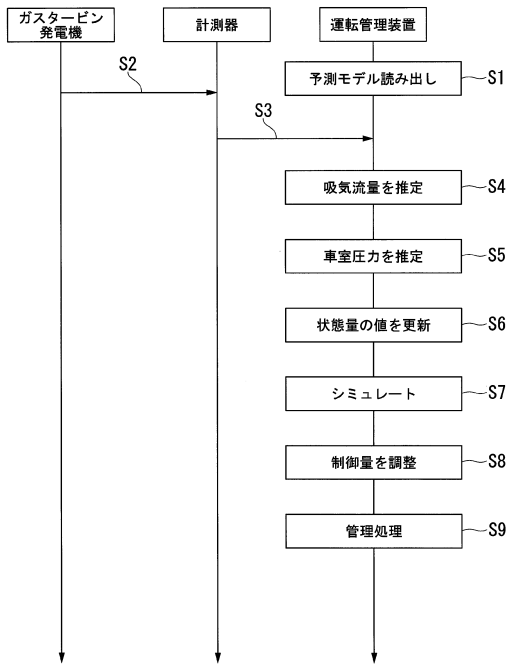 ガスタービン
発電機
計測器
運転管理装置
予測モデル読み出し
S1
S2
S3
吸気流量を推定
S4
車室圧力を推定
S5
状態量の値を更新
S6
シミュレート
S7
制御量を調整
S8
管理処理
S9